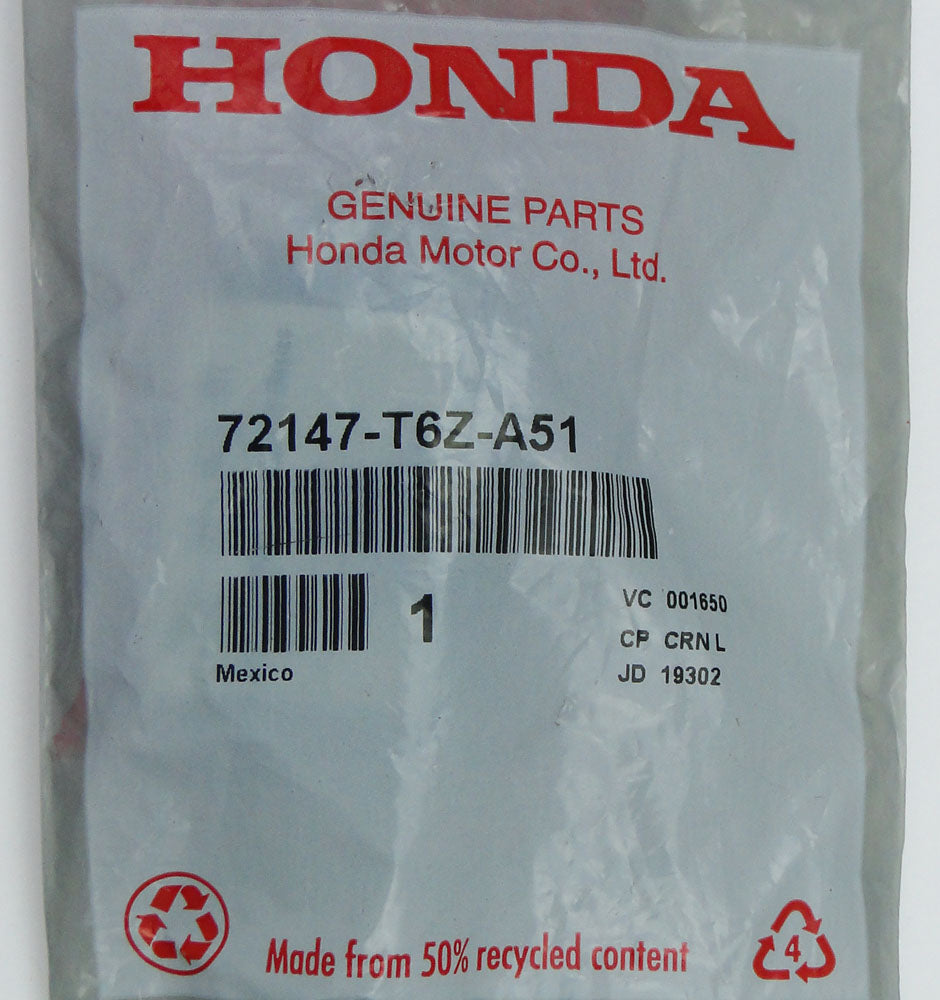 HONDA
GENUINE PARTS
Honda Motor Co., Ltd.
72147-T6Z-A51
1
VC 001650
CP CRN L
JD 19302
Mexico
Made from 50% recycled content
4